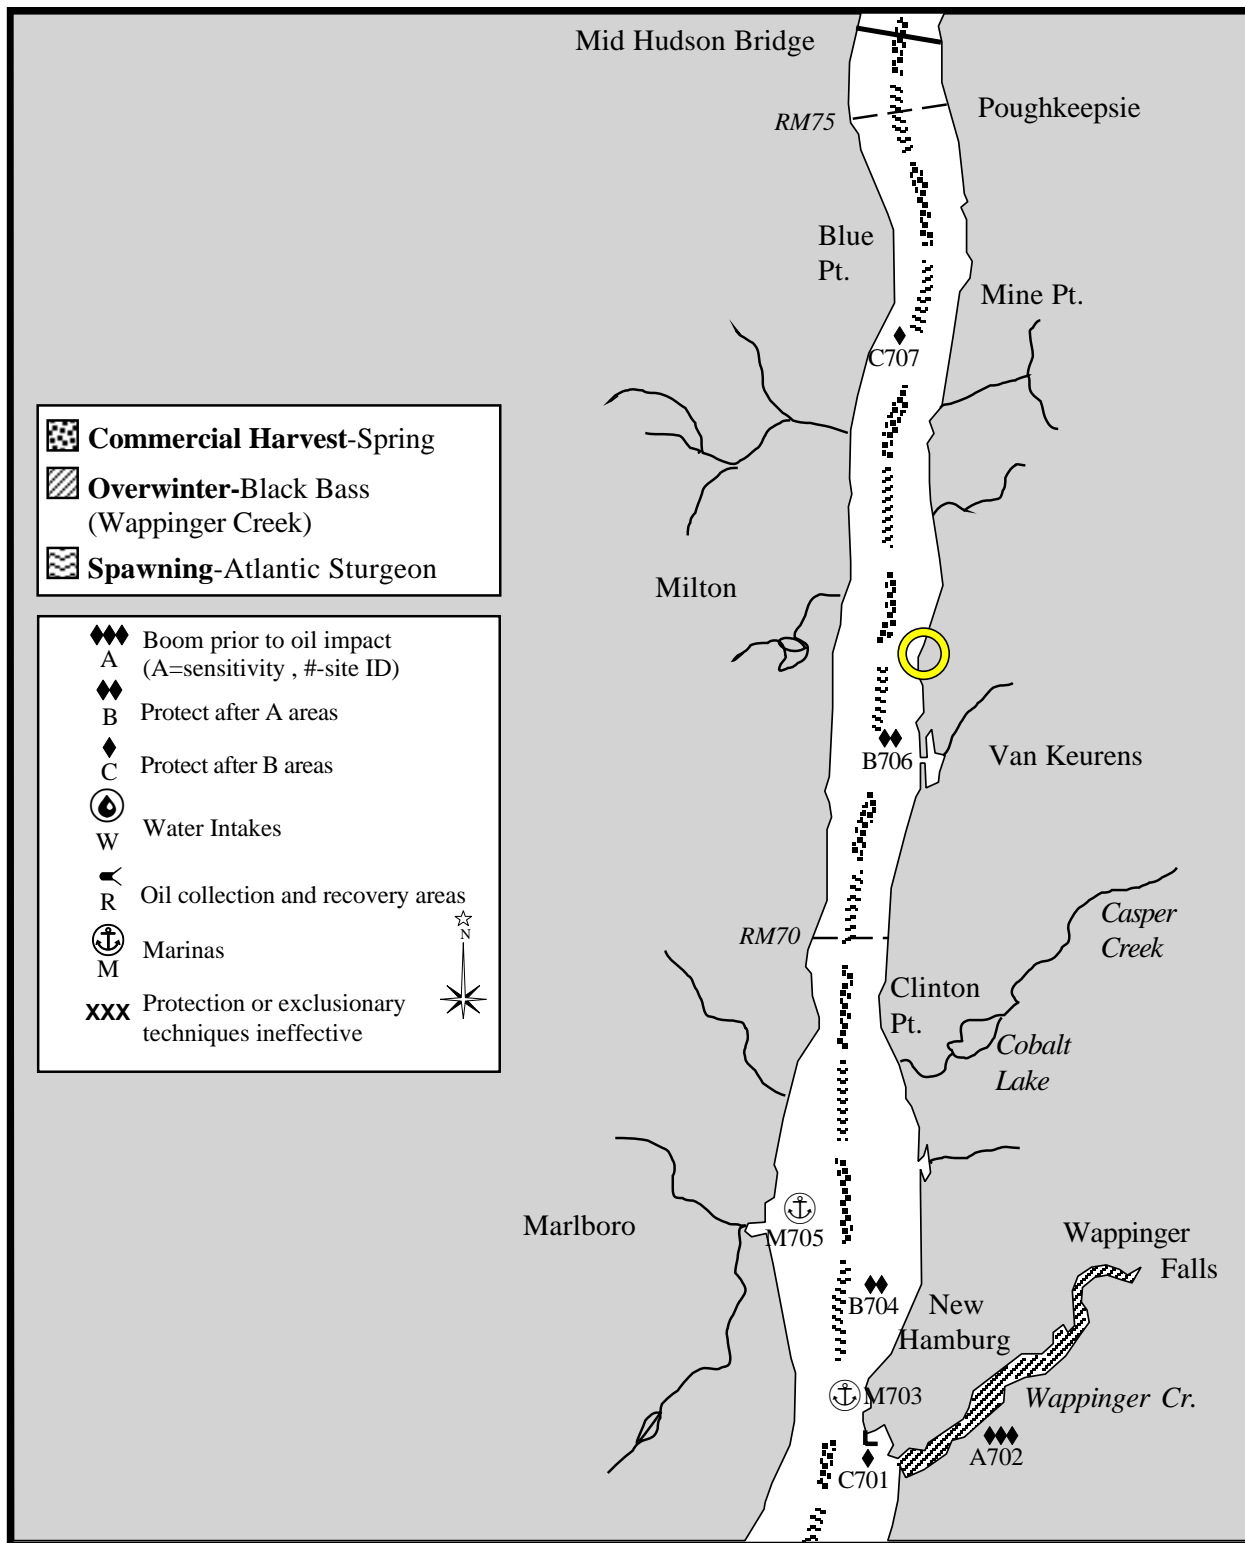 Mid Hudson Bridge
RM75
Poughkeepsie
Blue
Pt.
Mine Pt.
C707
Commercial Harvest-Spring
Overwinter-Black Bass
(Wappinger Creek)
Spawning-Atlantic Sturgeon
Milton
A
Boom prior to oil impact
(A=sensitivity , #-site ID)
B
Protect after A areas
C
Protect after B areas
W
Water Intakes
R
Oil collection and recovery areas
M
Marinas
N
XXX
Protection or exclusionary
techniques ineffective
B706
Van Keurens
RM70
Casper
Creek
Clinton
Pt.
Cobalt
Lake
Marlboro
M705
Wappinger
Falls
B704
New
Hamburg
M703
Wappinger Cr.
A702
C701